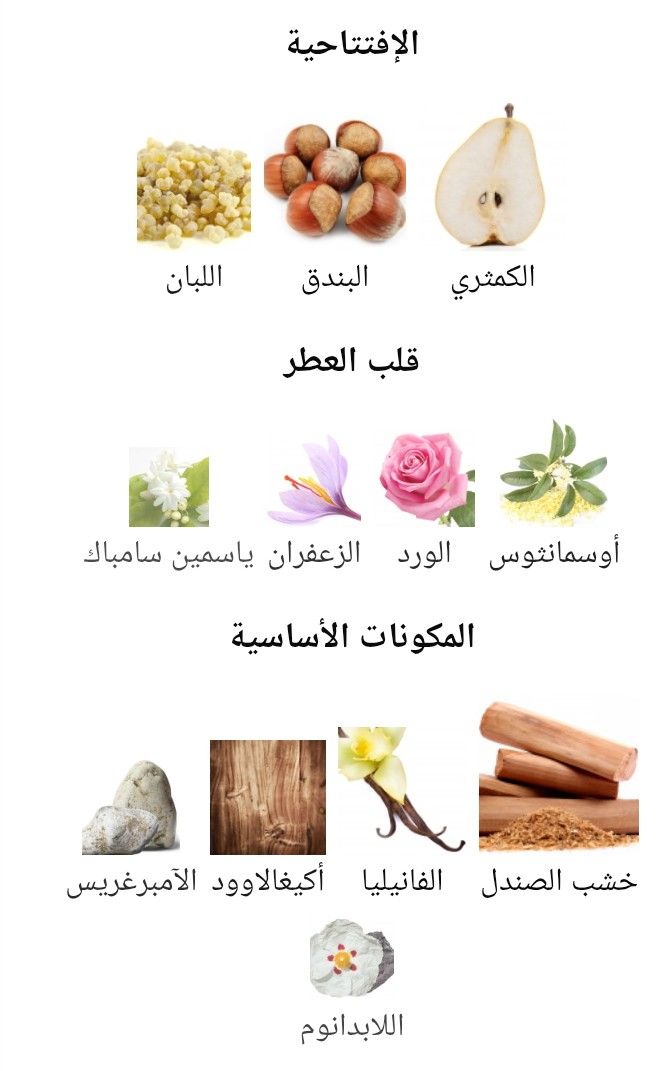 الإفتتاحية
الكمثري البندق اللبان
قلب العطر
أوسمانثوس الورد الزعفران ياسمين سامباك
المكونات الأساسية
خشب الصندل الفانيليا أكيغالاوود الآمبرغريس
اللابدانوم